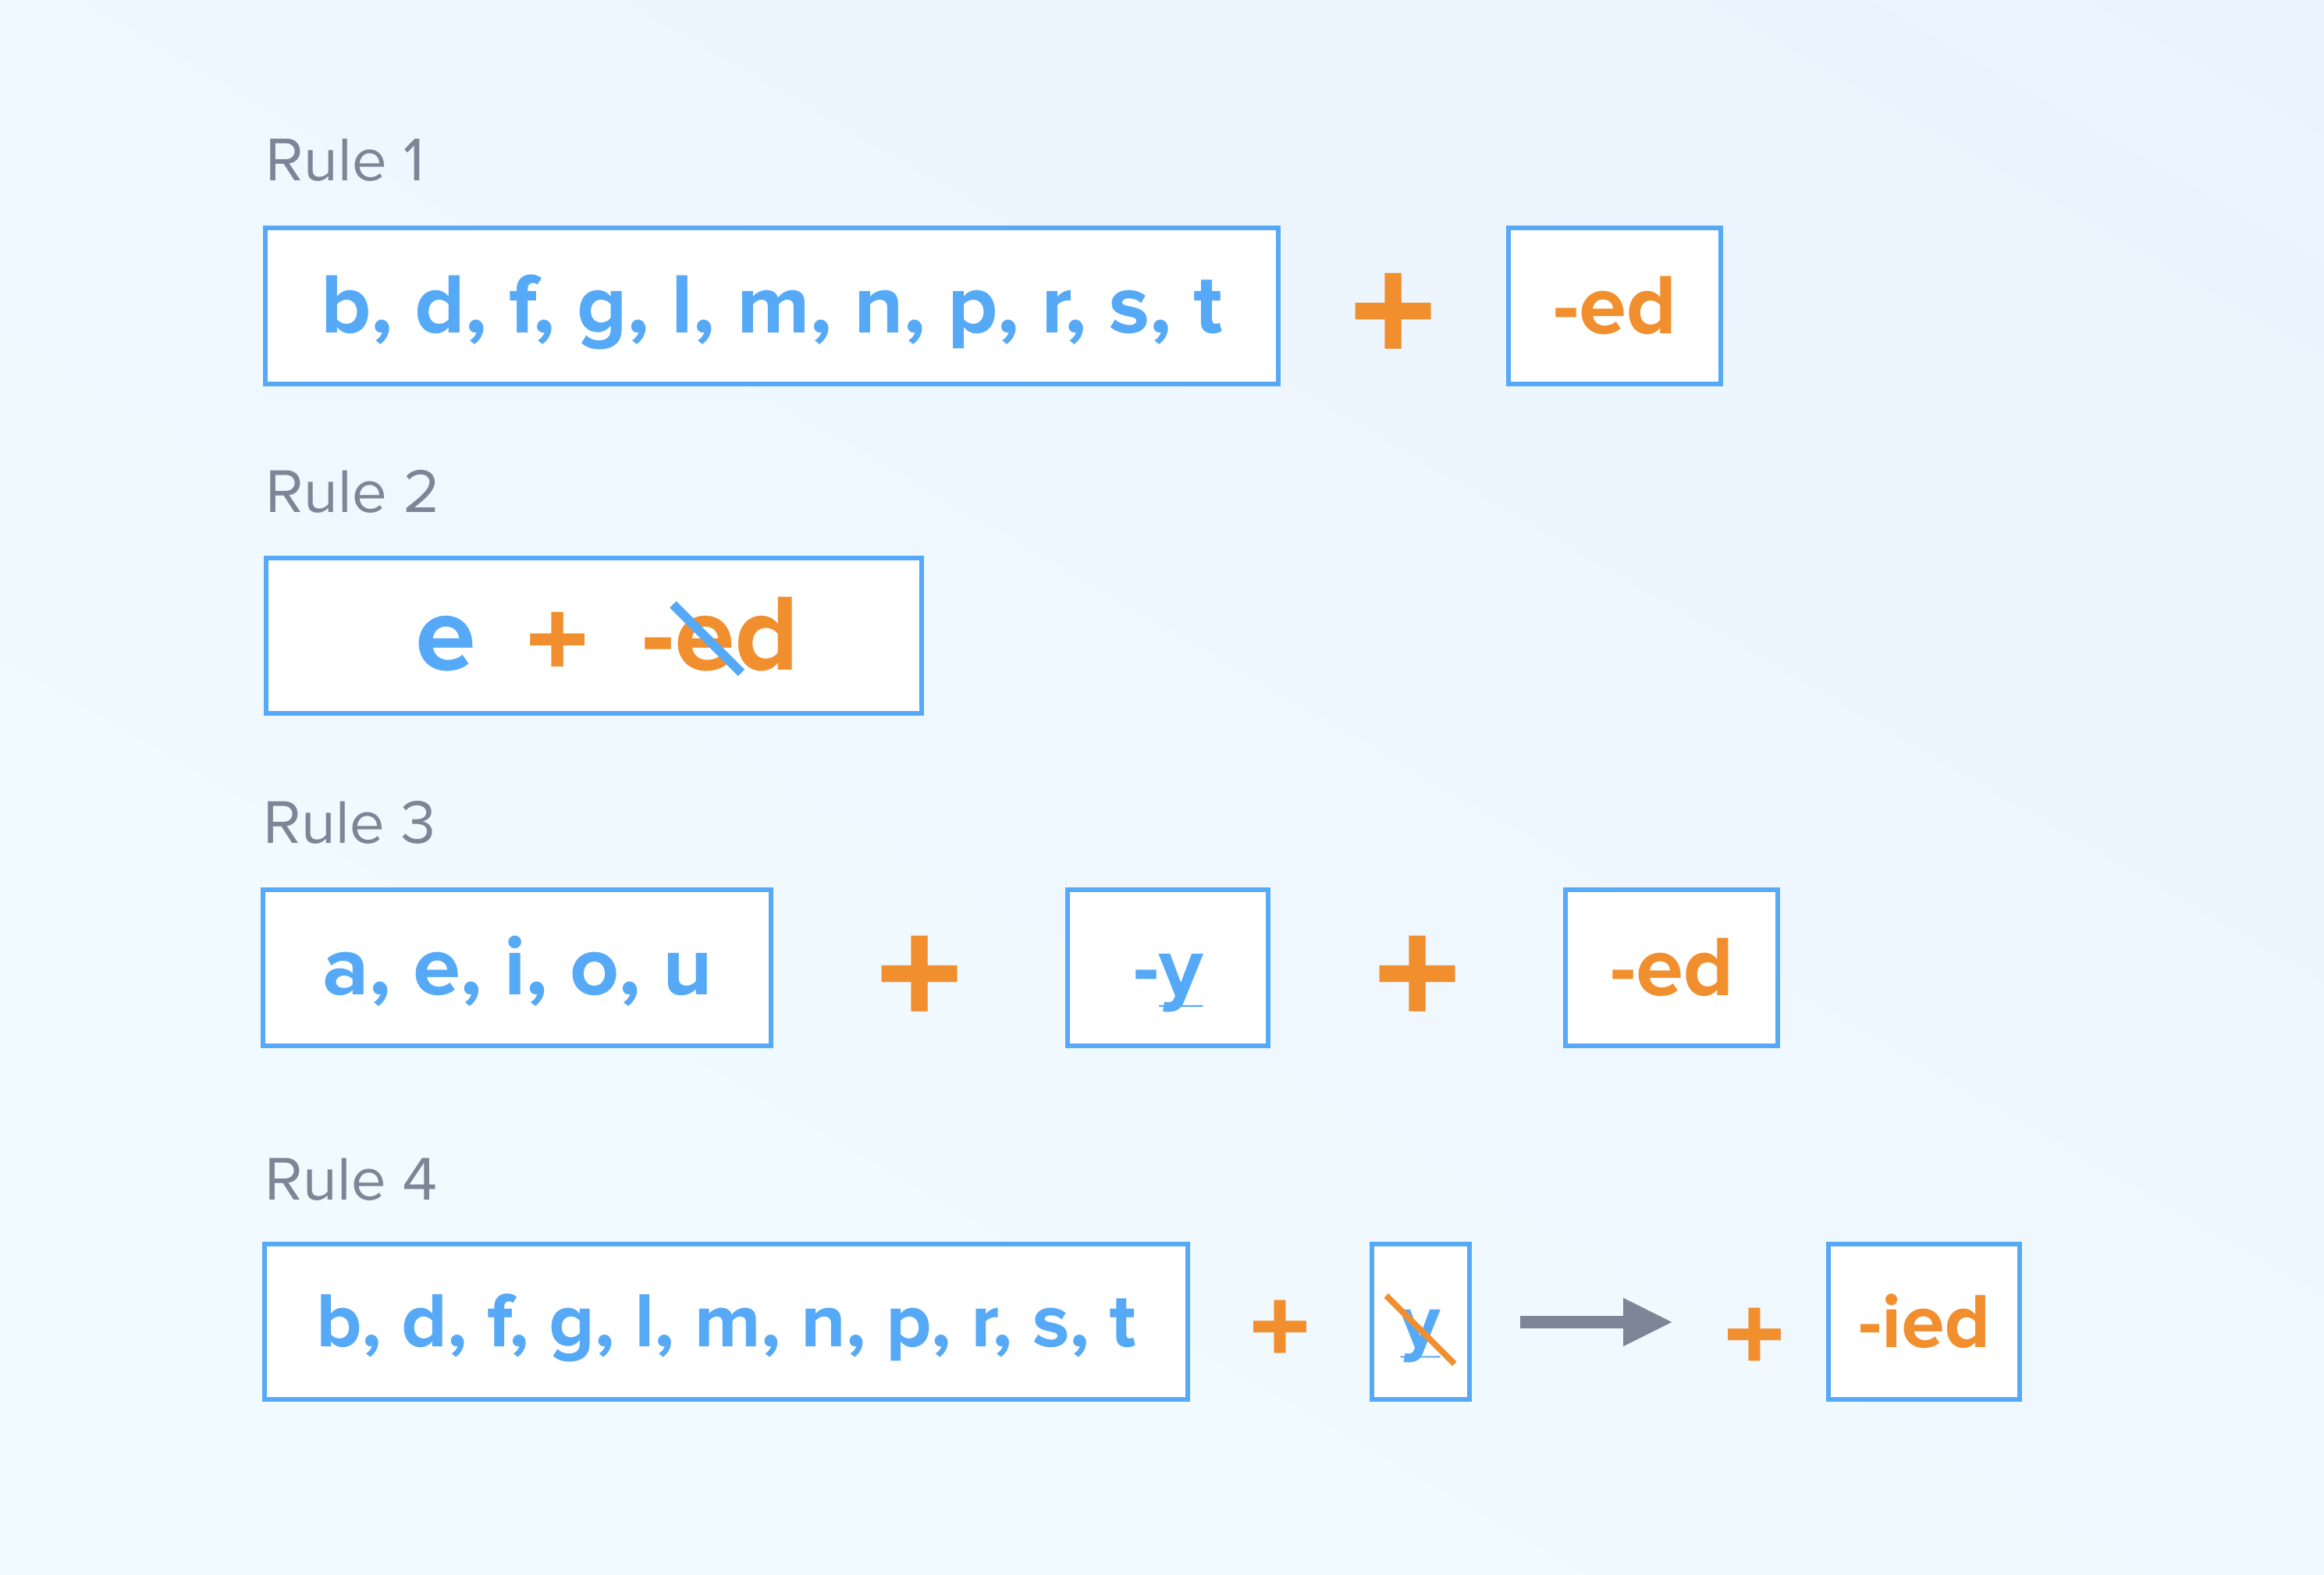 Rule 1
b, d, f, g, l, m, n, p, r, s, t + -ed
Rule 2
e + -ed
Rule 3
a, e, i, o, u + -y + -ed
Rule 4
b, d, f, g, l, m, n, p, r, s, t + y + -ied